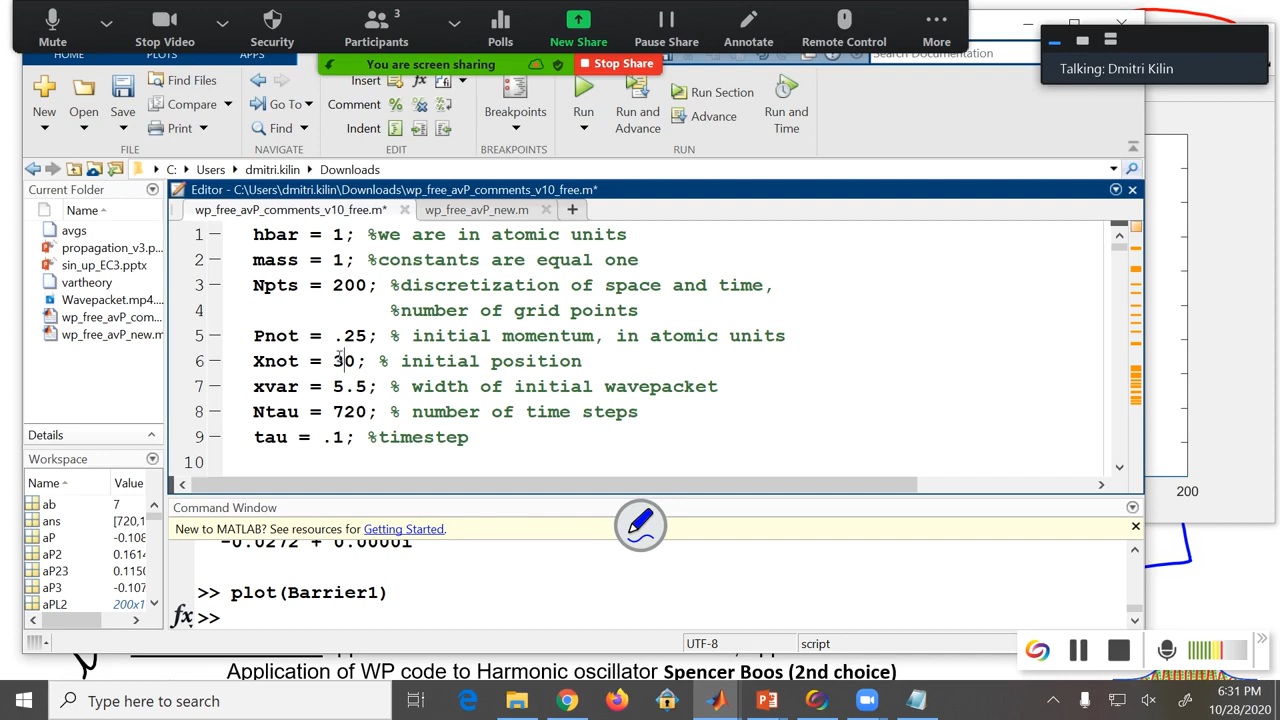 Mute
Stop Video
Security
Participants
3
Polls
New Share
Pause Share
Annotate
Remote Control
More
You are screen sharing
Stop Share
Talking: Dmitri Kilin
HOME
PLOTS
APPS
Search Documentation
New
Open
Save
Find Files
Compare
Print
Go To
Find
Insert
Comment
Indent
Breakpoints
Run
Run and Advance
Run Section
Advance
Run and Time
FILE
NAVIGATE
EDIT
BREAKPOINTS
RUN
C:
Users
dmitri.kilin
Downloads
Current Folder
Name
avgs
propagation_v3.p...
sin_up_EC3.pptx
vartheory
Wavepacket.mp4...
wp_free_avP_com...
wp_free_avP_new.m
Details
Workspace
Name
Value
ab 7
ans [720,1
aP -0.108
aP2 0.1614
aP23 0.1150
aP3 -0.107
aPL2 200x1
Editor - C:\Users\dmitri.kilin\Downloads\wp_free_avP_comments_v10_free.m*
wp_free_avP_comments_v10_free.m*
wp_free_avP_new.m
1 hbar = 1; %we are in atomic units
2 mass = 1; %constants are equal one
3 Npts = 200; %discretization of space and time,
4 %number of grid points
5 Pnot = .25; % initial momentum, in atomic units
6 Xnot = 30; % initial position
7 xvar = 5.5; % width of initial wavepacket
8 Ntau = 720; % number of time steps
9 tau = .1; %timestep
10
Command Window
New to MATLAB? See resources for Getting Started.
-0.0272 + 0.0000i
>> plot(Barrier1)
fx >>
UTF-8
script
200
Application of WP code to Harmonic oscillator Spencer Boos (2nd choice)
Type here to search
6:31 PM
10/28/2020